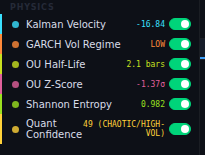 PHYSICS
Kalman Velocity -16.84
GARCH Vol Regime LOW
OU Half-Life 2.1 bars
OU Z-Score -1.37σ
Shannon Entropy 0.982
Quant 49 (CHAOTIC/HIGH-
Confidence VOL)